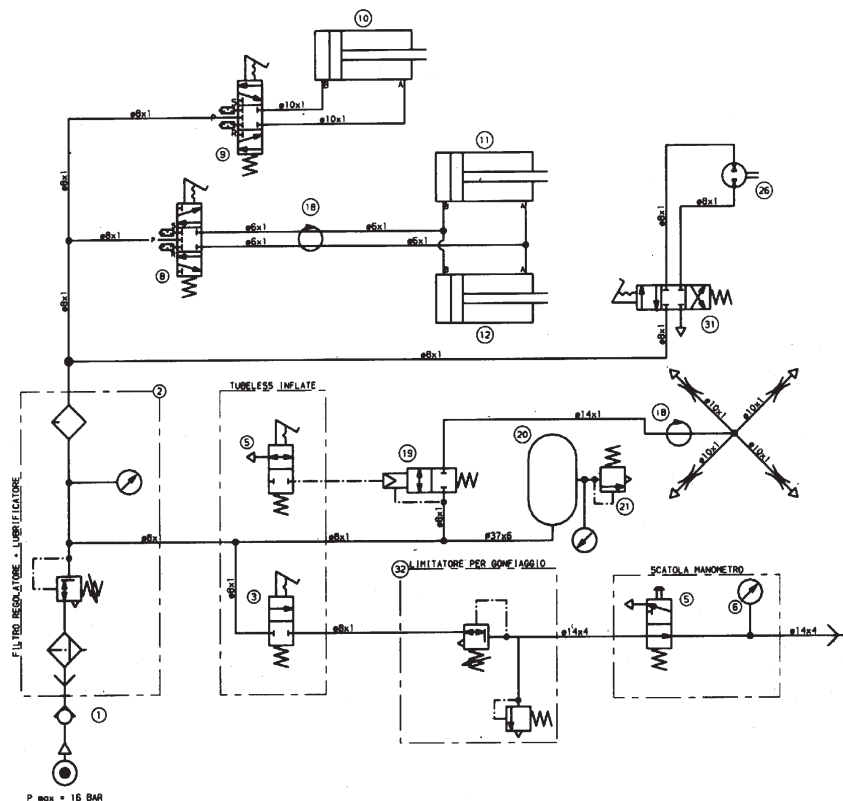 10
B
A
ø8x1
P
ø10x1
ø10x1
9
ø8x1
11
B
A
26
ø8x1
ø8x1
18
ø8x1
P
ø6x1
ø6x1
ø6x1
ø6x1
8
B
A
12
ø8x1
31
ø8x1
ø8x1
2
TUBELESS INFLATE
ø14x1
18
ø10x1
ø10x1
ø10x1
ø10x1
5
19
20
21
FILTRO REGOLATORE + LUBRIFICATORE
ø8x
ø8x1
ø8x1
ø37x6
32
LIMITATORE PER GONFIAGGIO
SCATOLA MANOMETRO
ø8x1
3
5
6
ø8x1
ø14x4
ø14x4
1
P max = 16 BAR